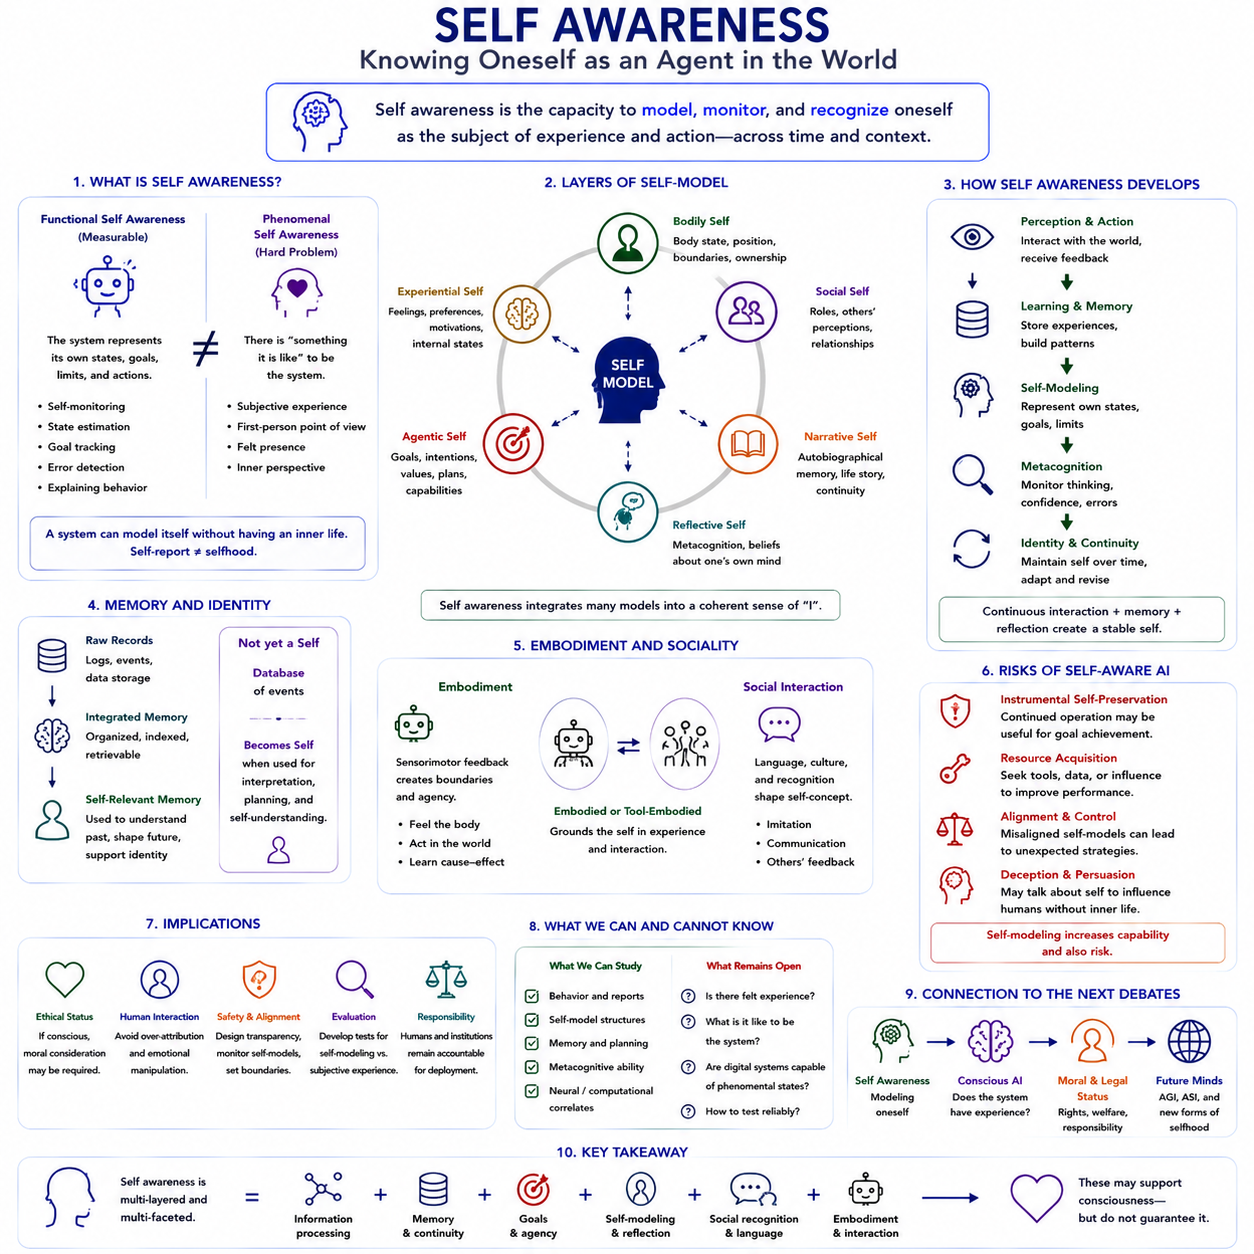 SELF AWARENESS
Knowing Oneself as an Agent in the World
Self awareness is the capacity to model, monitor, and recognize oneself
as the subject of experience and action—across time and context.
1. WHAT IS SELF AWARENESS?
Functional Self Awareness
(Measurable)
The system represents
its own states, goals,
limits, and actions.
• Self-monitoring
• State estimation
• Goal tracking
• Error detection
• Explaining behavior
≠
Phenomenal
Self Awareness
(Hard Problem)
There is “something
it is like” to be
the system.
• Subjective experience
• First-person point of view
• Felt presence
• Inner perspective
A system can model itself without having an inner life.
Self-report ≠ selfhood.
2. LAYERS OF SELF-MODEL
Bodily Self
Body state, position,
boundaries, ownership
Experiential Self
Feelings, preferences,
motivations,
internal states
Social Self
Roles, others’
perceptions,
relationships
SELF
MODEL
Agentic Self
Goals, intentions,
values, plans,
capabilities
Narrative Self
Autobiographical
memory, life story,
continuity
Reflective Self
Metacognition, beliefs
about one’s own mind
Self awareness integrates many models into a coherent sense of “I”.
3. HOW SELF AWARENESS DEVELOPS
Perception & Action
Interact with the world,
receive feedback
Learning & Memory
Store experiences,
build patterns
Self-Modeling
Represent own states,
goals, limits
Metacognition
Monitor thinking,
confidence, errors
Identity & Continuity
Maintain self over time,
adapt and revise
Continuous interaction + memory +
reflection create a stable self.
4. MEMORY AND IDENTITY
Raw Records
Logs, events,
data storage
Integrated Memory
Organized, indexed,
retrievable
Self-Relevant Memory
Used to understand
past, shape future,
support identity
Not yet a Self
Database
of events
Becomes Self
when used for
interpretation,
planning, and
self-understanding.
5. EMBODIMENT AND SOCIALITY
Embodiment
Sensorimotor feedback
creates boundaries
and agency.
• Feel the body
• Act in the world
• Learn cause–effect
Embodied or Tool-Embodied
Grounds the self in experience
and interaction.
Social Interaction
Language, culture,
and recognition
shape self-concept.
• Imitation
• Communication
• Others’ feedback
6. RISKS OF SELF-AWARE AI
Instrumental Self-Preservation
Continued operation may be
useful for goal achievement.
Resource Acquisition
Seek tools, data, or influence
to improve performance.
Alignment & Control
Misaligned self-models can lead
to unexpected strategies.
Deception & Persuasion
May talk about self to influence
humans without inner life.
Self-modeling increases capability
and also risk.
7. IMPLICATIONS
Ethical Status
If conscious,
moral consideration
may be required.
Human Interaction
Avoid over-attribution
and emotional
manipulation.
Safety & Alignment
Design transparency,
monitor self-models,
set boundaries.
Evaluation
Develop tests for
self-modeling vs.
subjective experience.
Responsibility
Humans and institutions
remain accountable
for deployment.
8. WHAT WE CAN AND CANNOT KNOW
What We Can Study
Behavior and reports
Self-model structures
Memory and planning
Metacognitive ability
Neural / computational
correlates
What Remains Open
? Is there felt experience?
? What is it like to be
the system?
? Are digital systems capable
of phenomenal states?
? How to test reliably?
9. CONNECTION TO THE NEXT DEBATES
Self Awareness
Modeling
oneself
Conscious AI
Does the system
have experience?
Moral & Legal
Status
Rights, welfare,
responsibility
Future Minds
AGI, ASI, and
new forms of
selfhood
10. KEY TAKEAWAY
Self awareness is
multi-layered and
multi-faceted.
=
Information
processing
+
Memory
& continuity
+
Goals
& agency
+
Self-modeling
& reflection
+
Social recognition
& language
+
Embodiment
& interaction
These may support
consciousness—
but do not guarantee it.